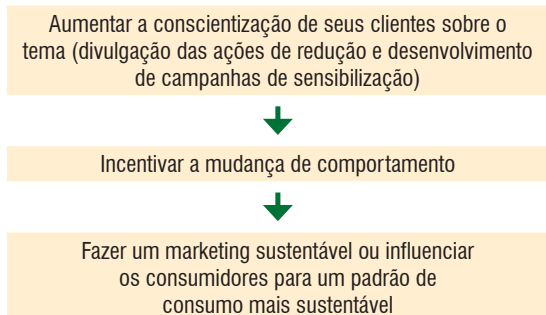 Aumentar a conscientização de seus clientes sobre o
tema (divulgação das ações de redução e desenvolvimento
de campanhas de sensibilização)
Incentivar a mudança de comportamento
Fazer um marketing sustentável ou influenciar
os consumidores para um padrão de
consumo mais sustentável